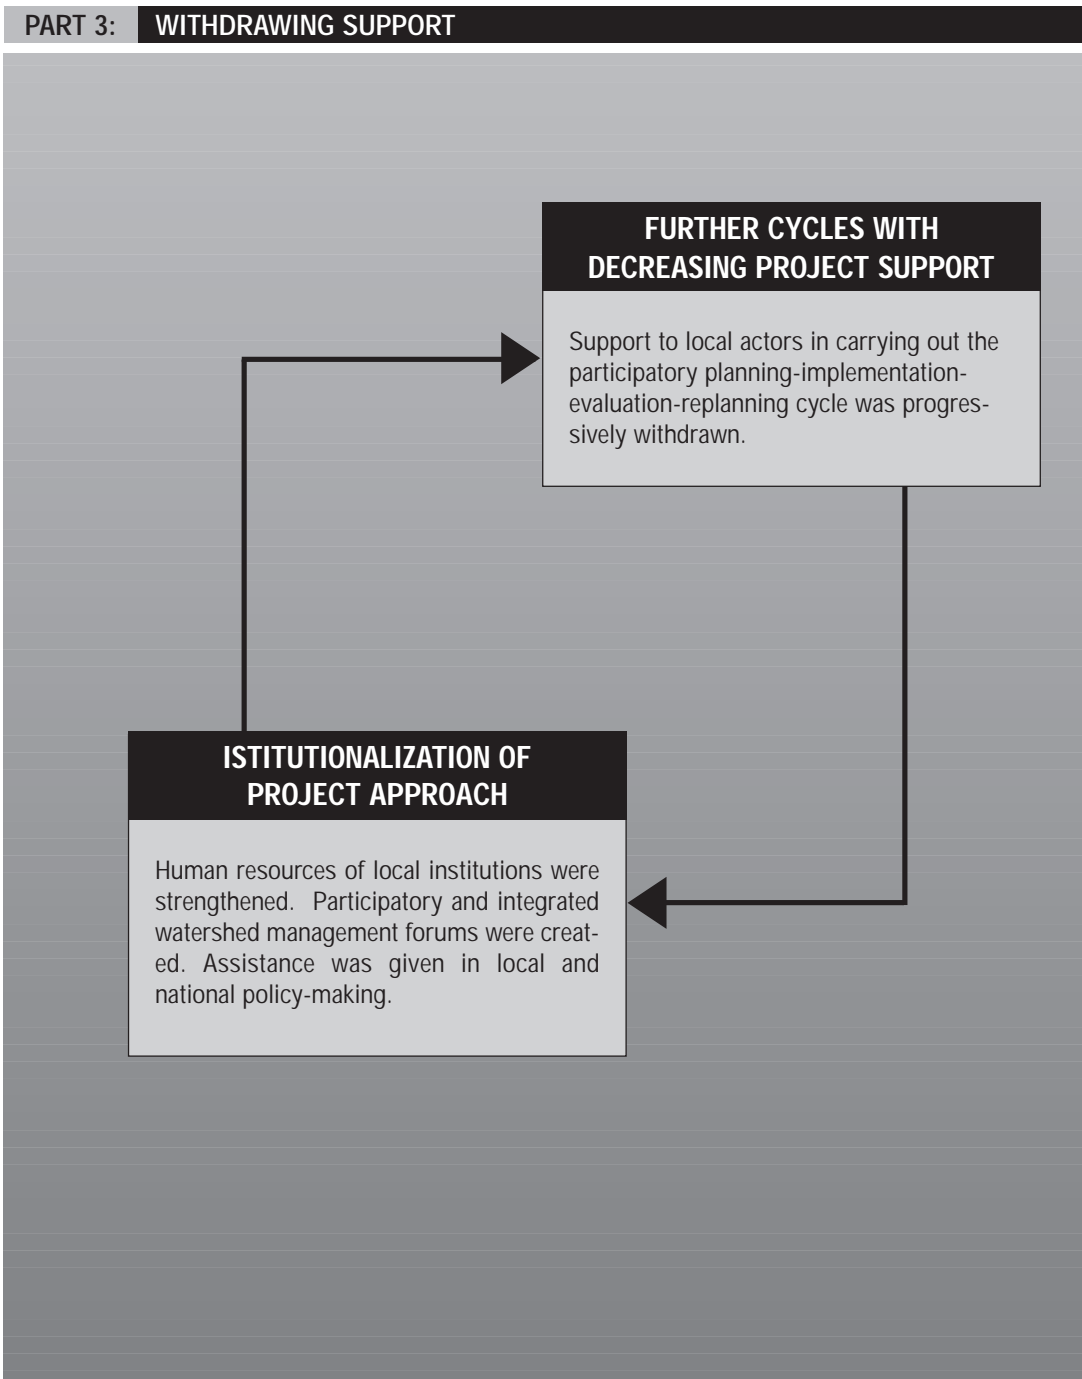 PART 3: WITHDRAWING SUPPORT
FURTHER CYCLES WITH
DECREASING PROJECT SUPPORT
Support to local actors in carrying out the
participatory planning-implementation-
evaluation-replanning cycle was progres-
sively withdrawn.
ISTITUTIONALIZATION OF
PROJECT APPROACH
Human resources of local institutions were
strengthened. Participatory and integrated
watershed management forums were creat-
ed. Assistance was given in local and
national policy-making.